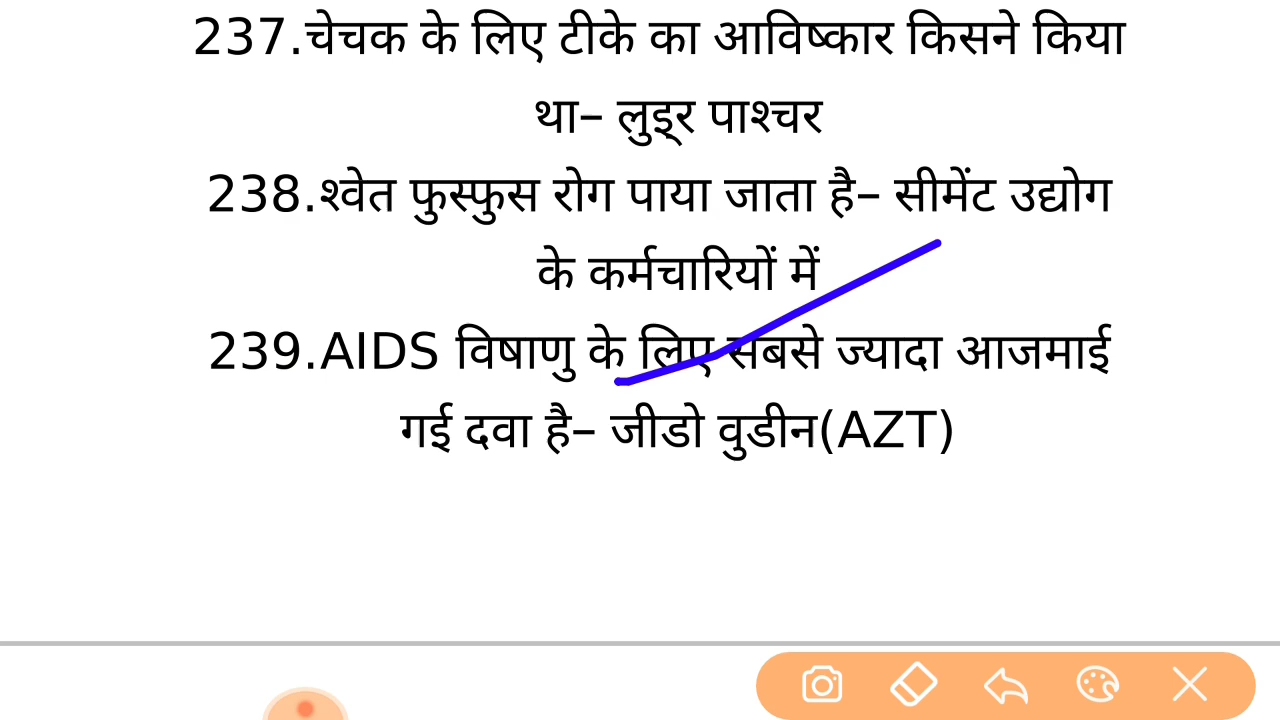 237.चेचक के लिए टीके का आविष्कार किसने किया
था– लुइ्र पाश्चर
238.श्वेत फुस्फुस रोग पाया जाता है– सीमेंट उद्योग
के कर्मचारियों में
239.AIDS विषाणु के लिए सबसे ज्यादा आजमाई
गई दवा है– जीडो वुडीन(AZT)